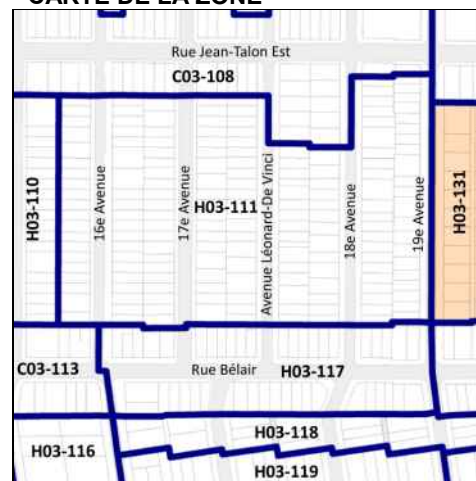 CARTE DE LA ZONE
Rue Jean-Talon Est
C03-108
H03-110
16e Avenue
17e Avenue
H03-111
Avenue Léonard-De Vinci
18e Avenue
19e Avenue
H03-131
C03-113
Rue Bélair
H03-117
H03-116
H03-118
H03-119